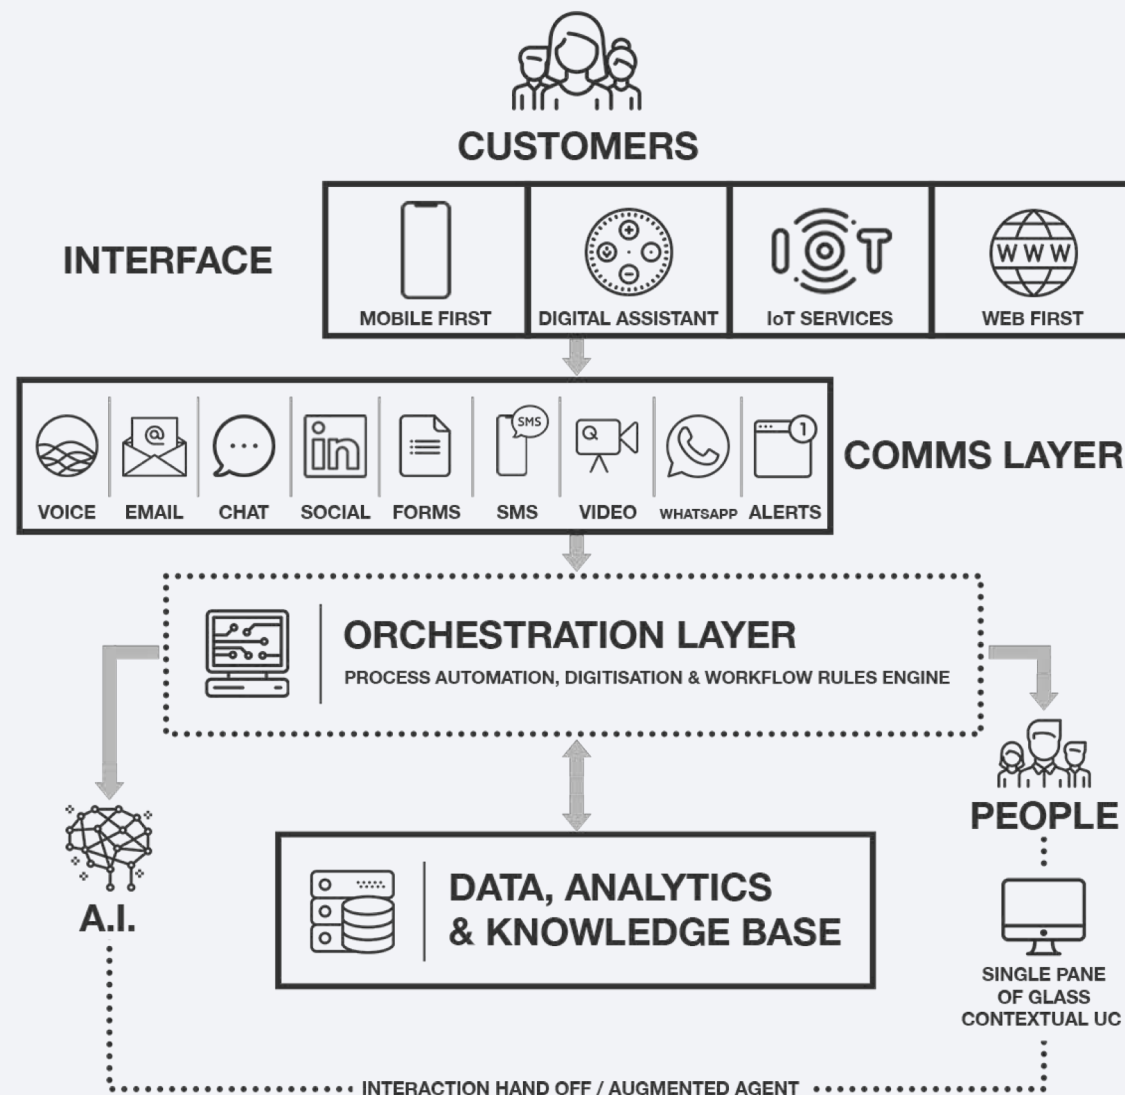 CUSTOMERS
INTERFACE
IOT
WWW
MOBILE FIRST
DIGITAL ASSISTANT
IoT SERVICES
WEB FIRST
@
in
SMS
Q
1
COMMS LAYER
VOICE
EMAIL
CHAT
SOCIAL
FORMS
SMS
VIDEO
WHATSAPP
ALERTS
ORCHESTRATION LAYER
PROCESS AUTOMATION, DIGITISATION & WORKFLOW RULES ENGINE
PEOPLE
A.I.
DATA, ANALYTICS
& KNOWLEDGE BASE
SINGLE PANE
OF GLASS
CONTEXTUAL UC
INTERACTION HAND OFF / AUGMENTED AGENT